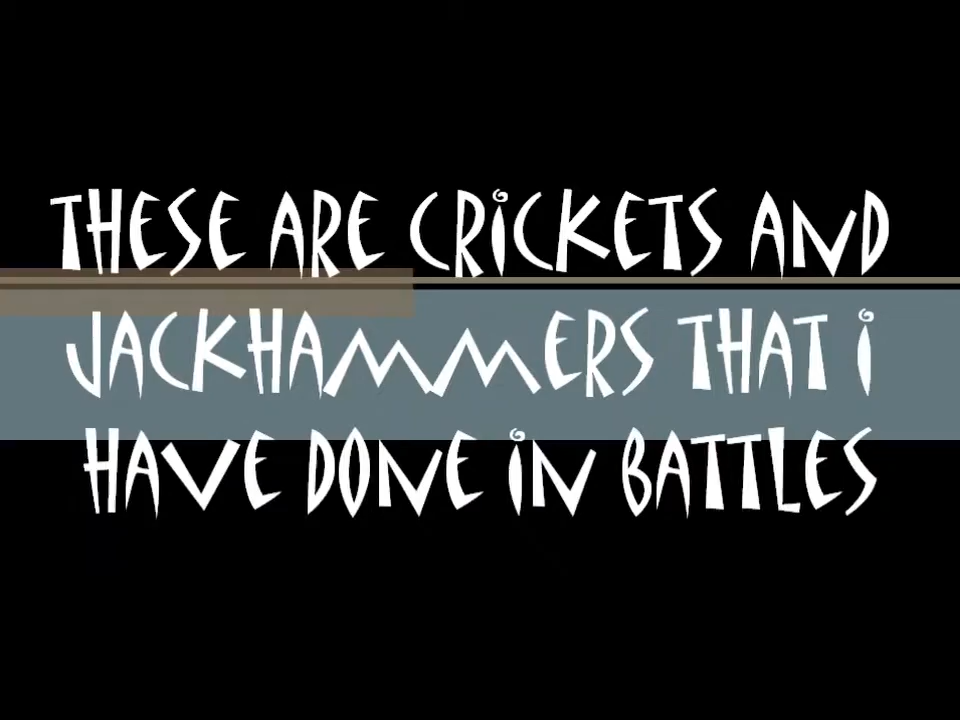 THESE ARE CRiCKETS AND
JACKHAMMERS THAT i
HAVE DONE iN BATTLES